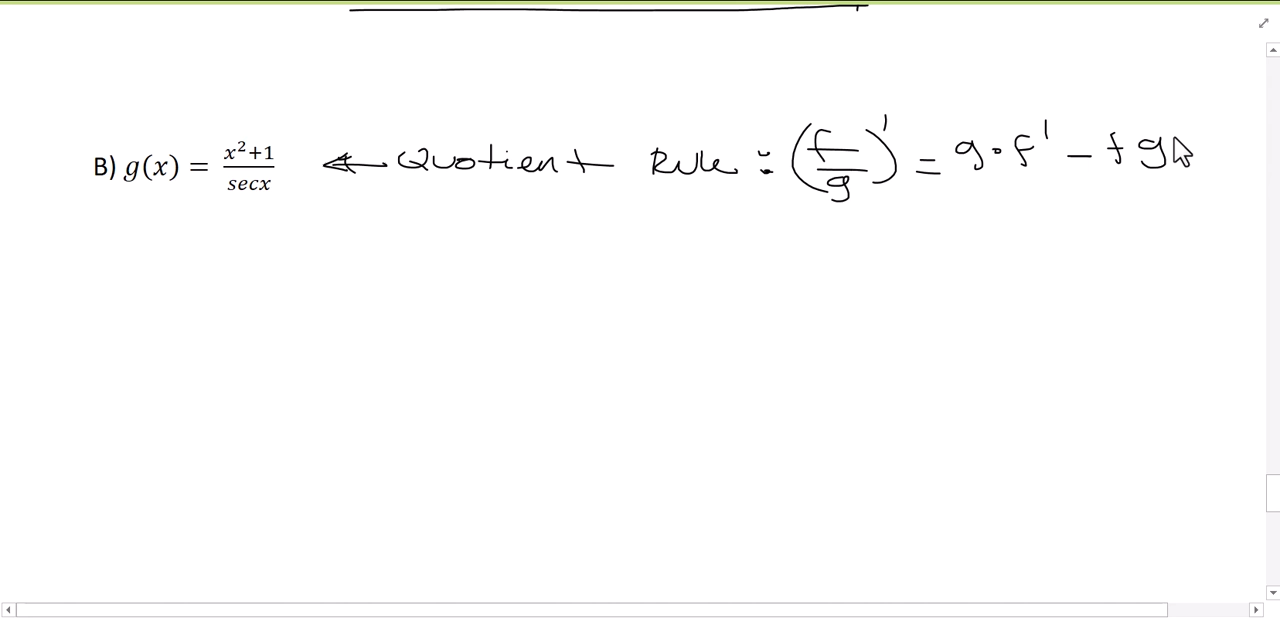 B) g(x) = x²+1/secx ← Quotient Rule : (f/g)' = g·f' − f g